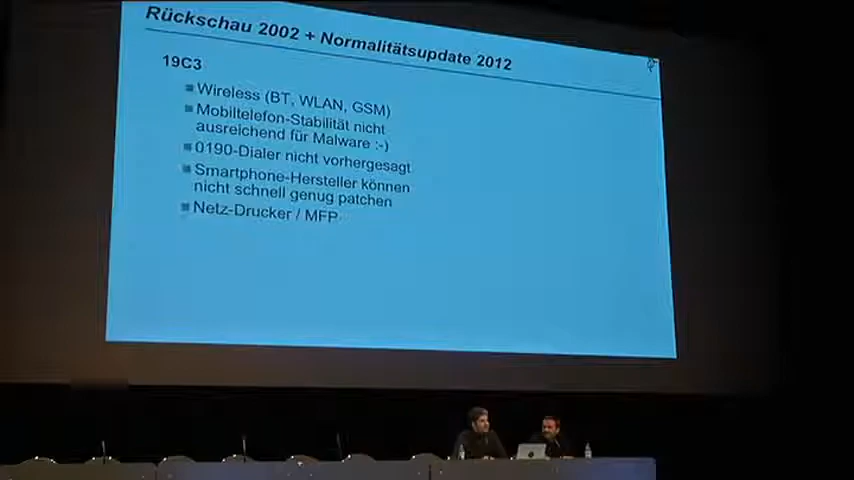 Rückschau 2002 + Normalitätsupdate 2012
19C3
Wireless (BT, WLAN, GSM)
Mobiltelefon-Stabilität nicht
ausreichend für Malware :-)
0190-Dialer nicht vorhergesagt
Smartphone-Hersteller können
nicht schnell genug patchen
Netz-Drucker / MFP